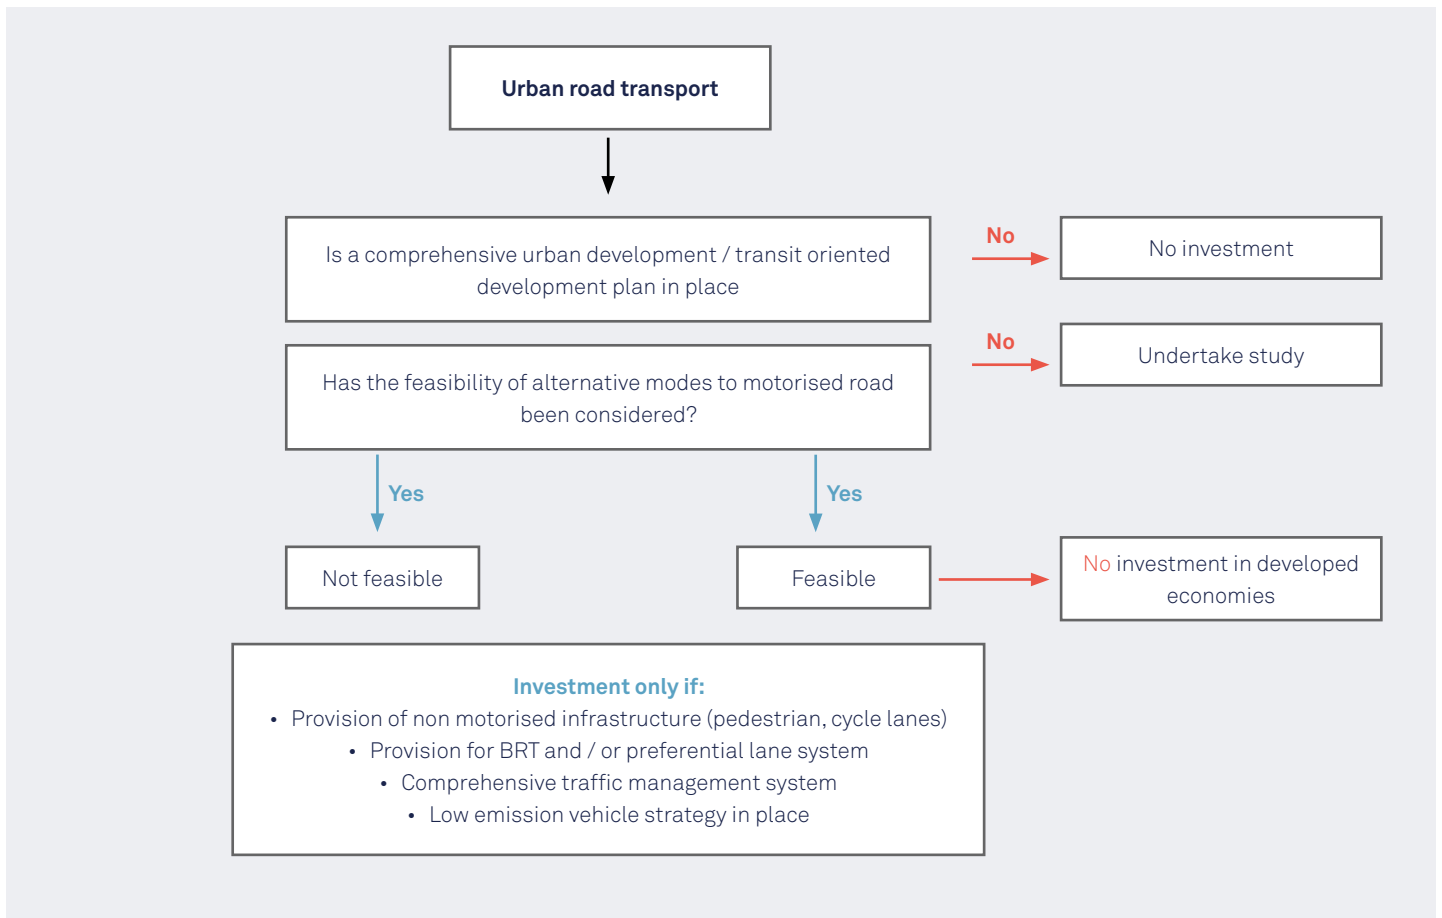 Urban road transport
Is a comprehensive urban development / transit oriented
development plan in place
No
No investment
Has the feasibility of alternative modes to motorised road
been considered?
No
Undertake study
Yes
Yes
Not feasible
Feasible
No investment in developed
economies
Investment only if:
• Provision of non motorised infrastructure (pedestrian, cycle lanes)
• Provision for BRT and / or preferential lane system
• Comprehensive traffic management system
• Low emission vehicle strategy in place